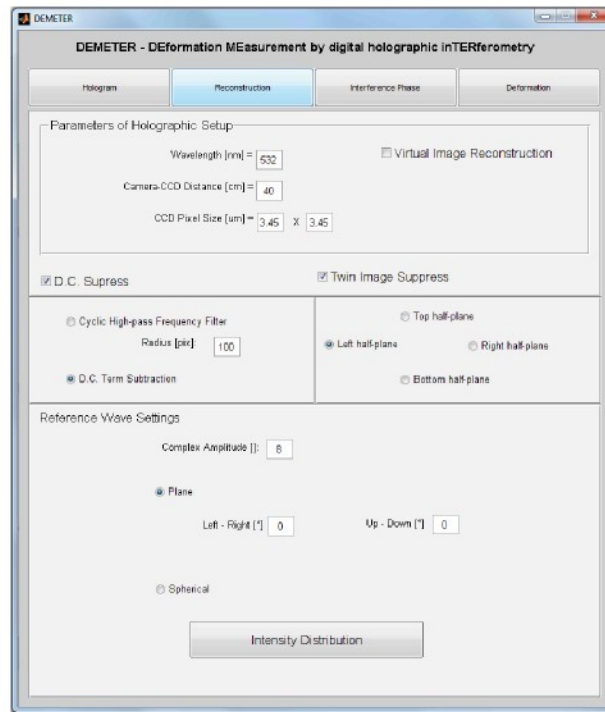 DEMETER
DEMETER - DEformation MEasurement by digital holographic inTERferometry
Hologram Reconstruction Interference Phase Deformation
Parameters of Holographic Setup
Wavelength [nm] = 532 Virtual Image Reconstruction
Camera-CCD Distance [cm] = 40
CCD Pixel Size [um] = 3.45 X 3.45
D.C. Supress Twin Image Suppress
Cyclic High-pass Frequency Filter Top half-plane
Radius [pix]: 100 Left half-plane Right half-plane
D.C. Term Subtraction Bottom half-plane
Reference Wave Settings
Complex Amplitude []: 8
Plane
Left - Right [°] 0 Up - Down [°] 0
Spherical
Intensity Distribution